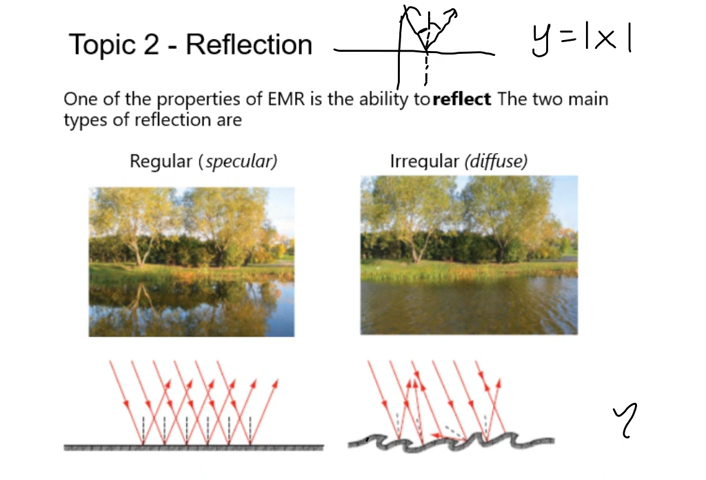 Topic 2 - Reflection
y=|x|
One of the properties of EMR is the ability to reflect The two main
types of reflection are
Regular (specular)
Irregular (diffuse)